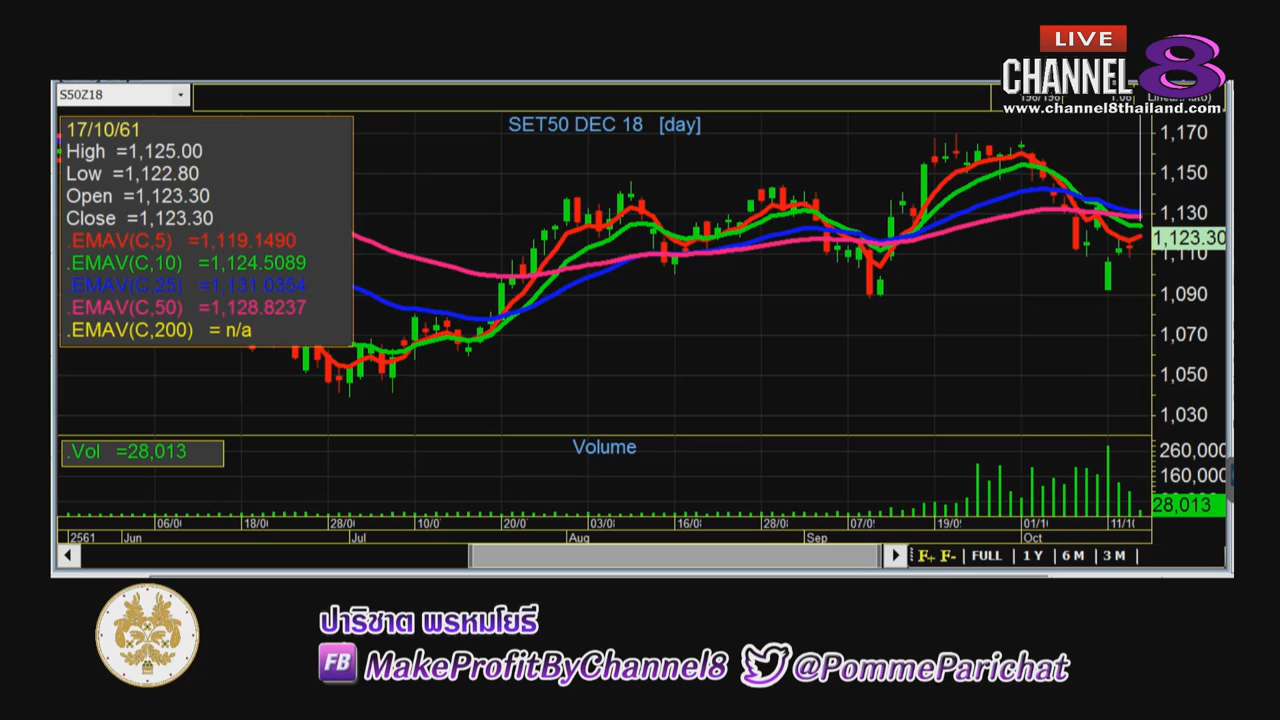 LIVE
CHANNEL 8
www.channel8thailand.com
S50Z18
SET50 DEC 18 [day]
17/10/61
High =1,125.00
Low =1,122.80
Open =1,123.30
Close =1,123.30
.EMAV(C,5) =1,119.1490
.EMAV(C,10) =1,124.5089
.EMAV(C,25) =1,131.0354
.EMAV(C,50) =1,128.8237
.EMAV(C,200) = n/a
1,170
1,150
1,130
1,123.30
1,110
1,090
1,070
1,050
1,030
.Vol =28,013
Volume
260,000
160,000
28,013
06/0 18/0 28/0 10/0 20/0 03/0 16/0 28/0 07/0 19/0 01/1 11/10
2561 Jun Jul Aug Sep Oct
F+ F- FULL 1 Y 6 M 3 M
ปาริชาต พรหมโยธี
FB MakeProfitByChannel8 @PommeParichat